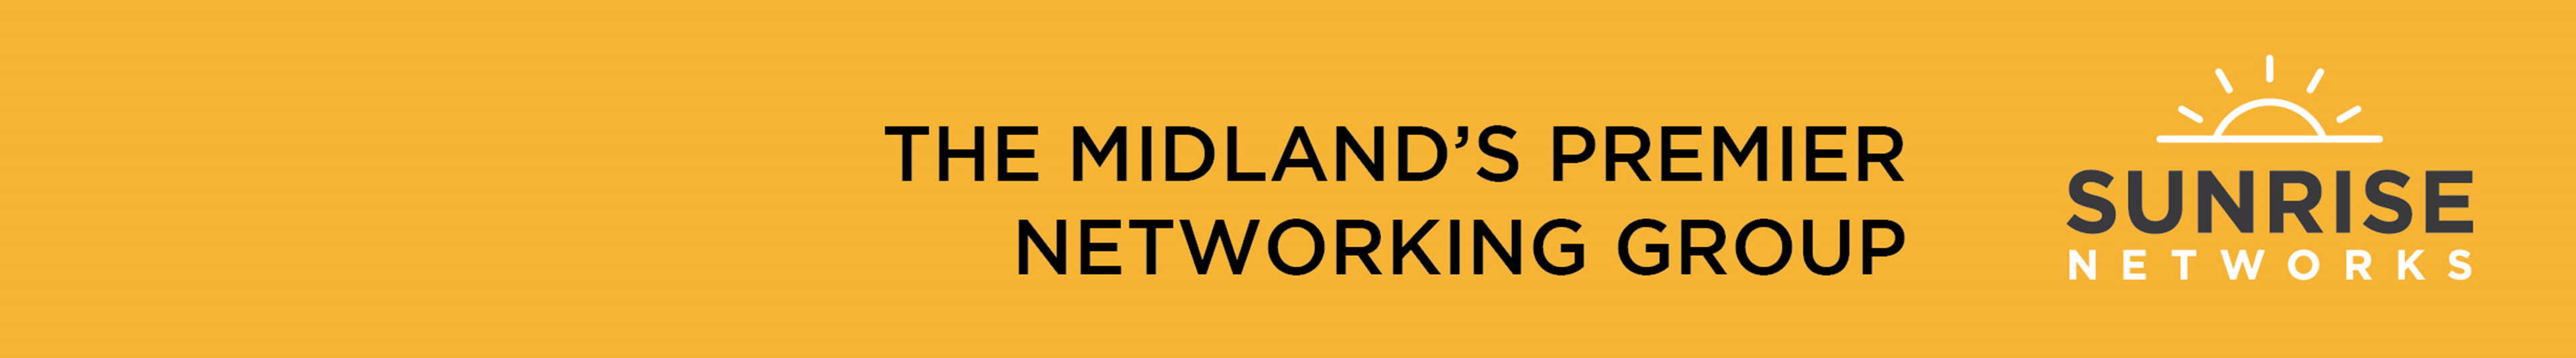 THE MIDLAND’S PREMIER
NETWORKING GROUP
SUNRISE
NETWORKS